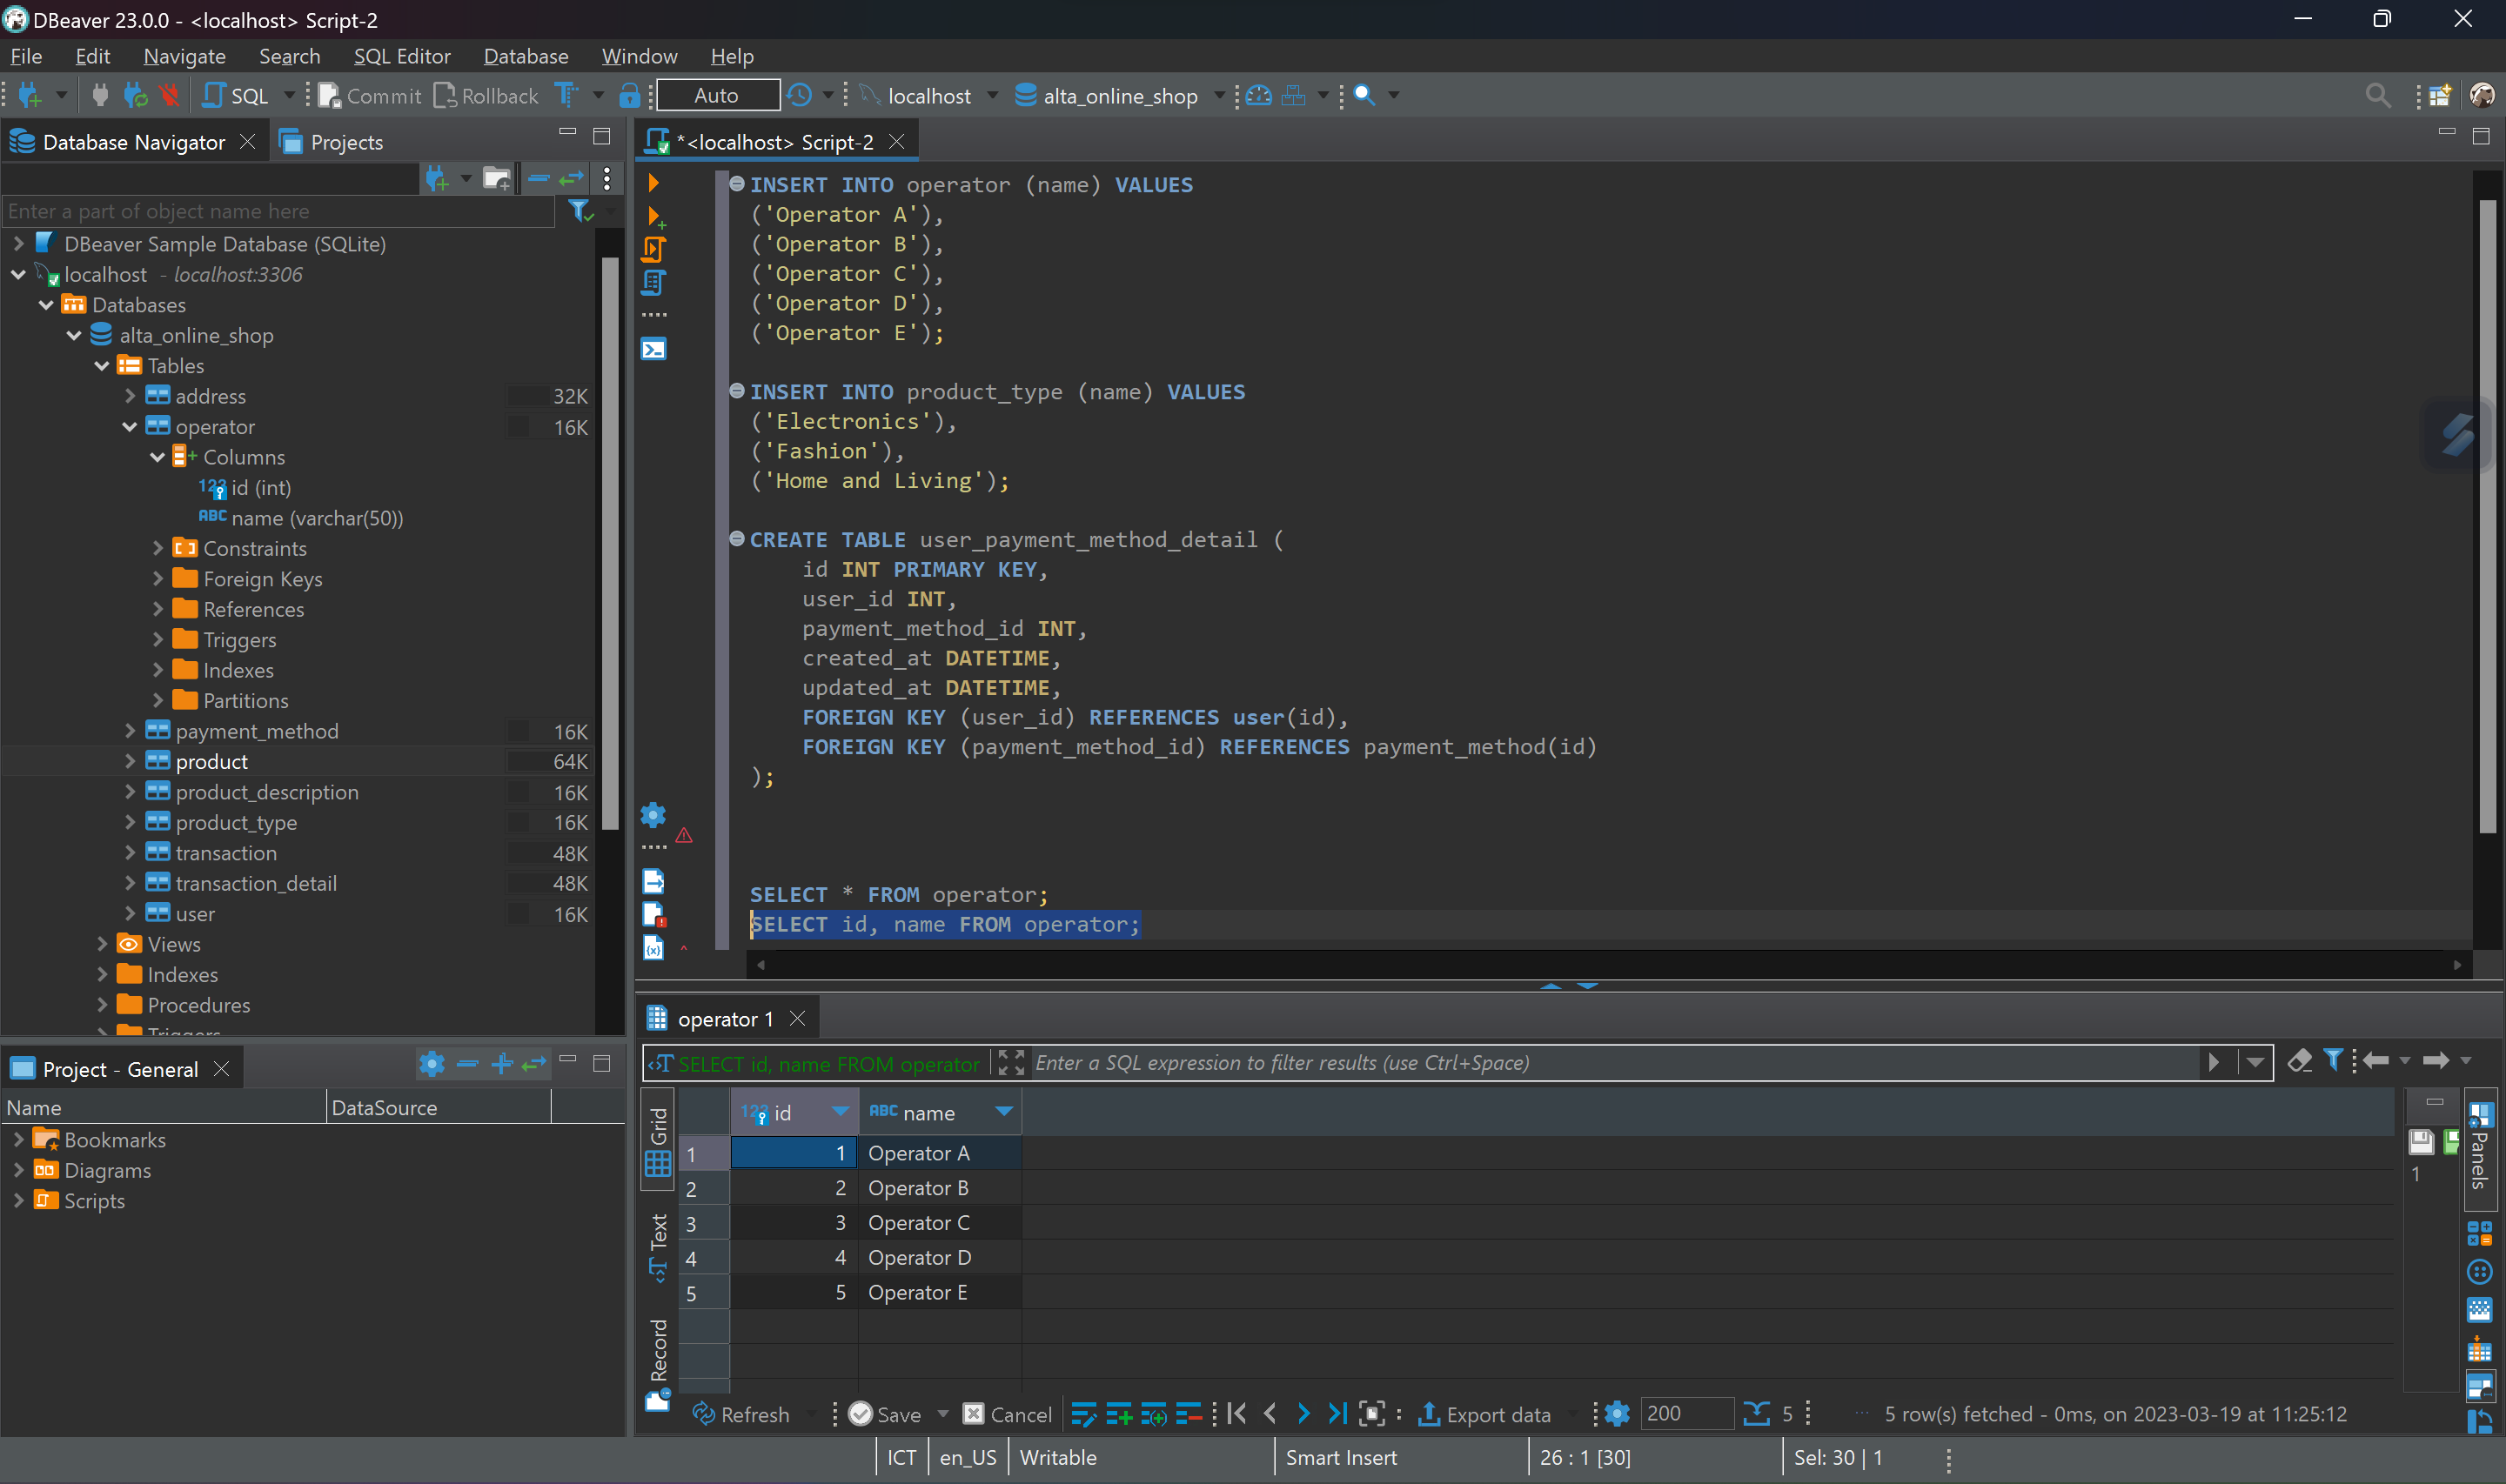 DBeaver 23.0.0 - <localhost> Script-2
File Edit Navigate Search SQL Editor Database Window Help
SQL Commit Rollback Auto localhost alta_online_shop
Database Navigator Projects
Enter a part of object name here
DBeaver Sample Database (SQLite)
localhost - localhost:3306
Databases
alta_online_shop
Tables
address 32K
operator 16K
Columns
123 id (int)
ABC name (varchar(50))
Constraints
Foreign Keys
References
Triggers
Indexes
Partitions
payment_method 16K
product 64K
product_description 16K
product_type 16K
transaction 48K
transaction_detail 48K
user 16K
Views
Indexes
Procedures
Triggers
Project - General
Name DataSource
Bookmarks
Diagrams
Scripts
*<localhost> Script-2
INSERT INTO operator (name) VALUES
('Operator A'),
('Operator B'),
('Operator C'),
('Operator D'),
('Operator E');
INSERT INTO product_type (name) VALUES
('Electronics'),
('Fashion'),
('Home and Living');
CREATE TABLE user_payment_method_detail (
id INT PRIMARY KEY,
user_id INT,
payment_method_id INT,
created_at DATETIME,
updated_at DATETIME,
FOREIGN KEY (user_id) REFERENCES user(id),
FOREIGN KEY (payment_method_id) REFERENCES payment_method(id)
);
SELECT * FROM operator;
SELECT id, name FROM operator;
operator 1
SELECT id, name FROM operator Enter a SQL expression to filter results (use Ctrl+Space)
Grid
Text
Record
123 id ABC name
1 1 Operator A
2 2 Operator B
3 3 Operator C
4 4 Operator D
5 5 Operator E
1
Panels
Refresh Save Cancel Export data 200 5 ... 5 row(s) fetched - 0ms, on 2023-03-19 at 11:25:12
ICT en_US Writable Smart Insert 26 : 1 [30] Sel: 30 | 1